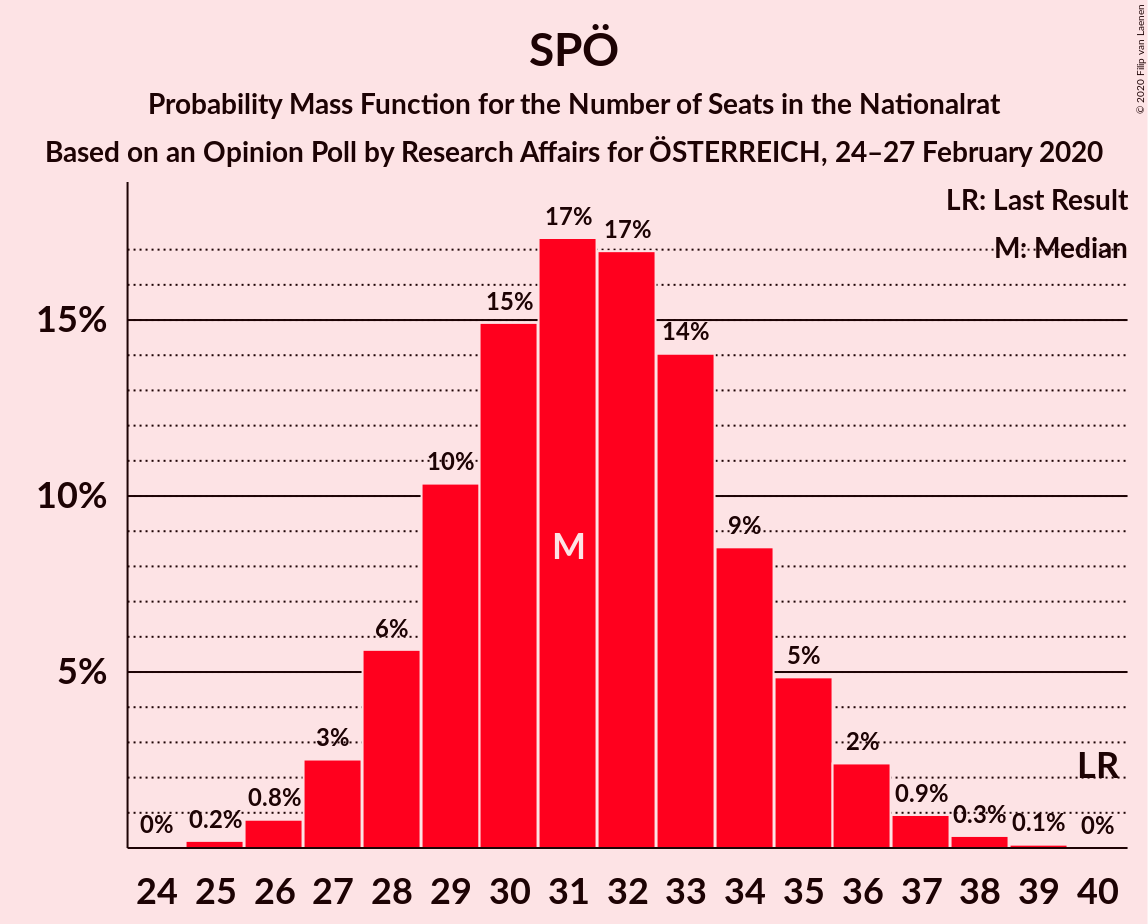 SPÖ
Probability Mass Function for the Number of Seats in the Nationalrat
Based on an Opinion Poll by Research Affairs for ÖSTERREICH, 24–27 February 2020
© 2020 Filip van Laenen
LR: Last Result
M: Median
17%
17%
15%
14%
15%
10%
10%
9%
M
6%
5%
5%
3%
2%
LR
0.8%
0.9%
0% 0.2%
0.3% 0.1% 0%
24 25 26 27 28 29 30 31 32 33 34 35 36 37 38 39 40